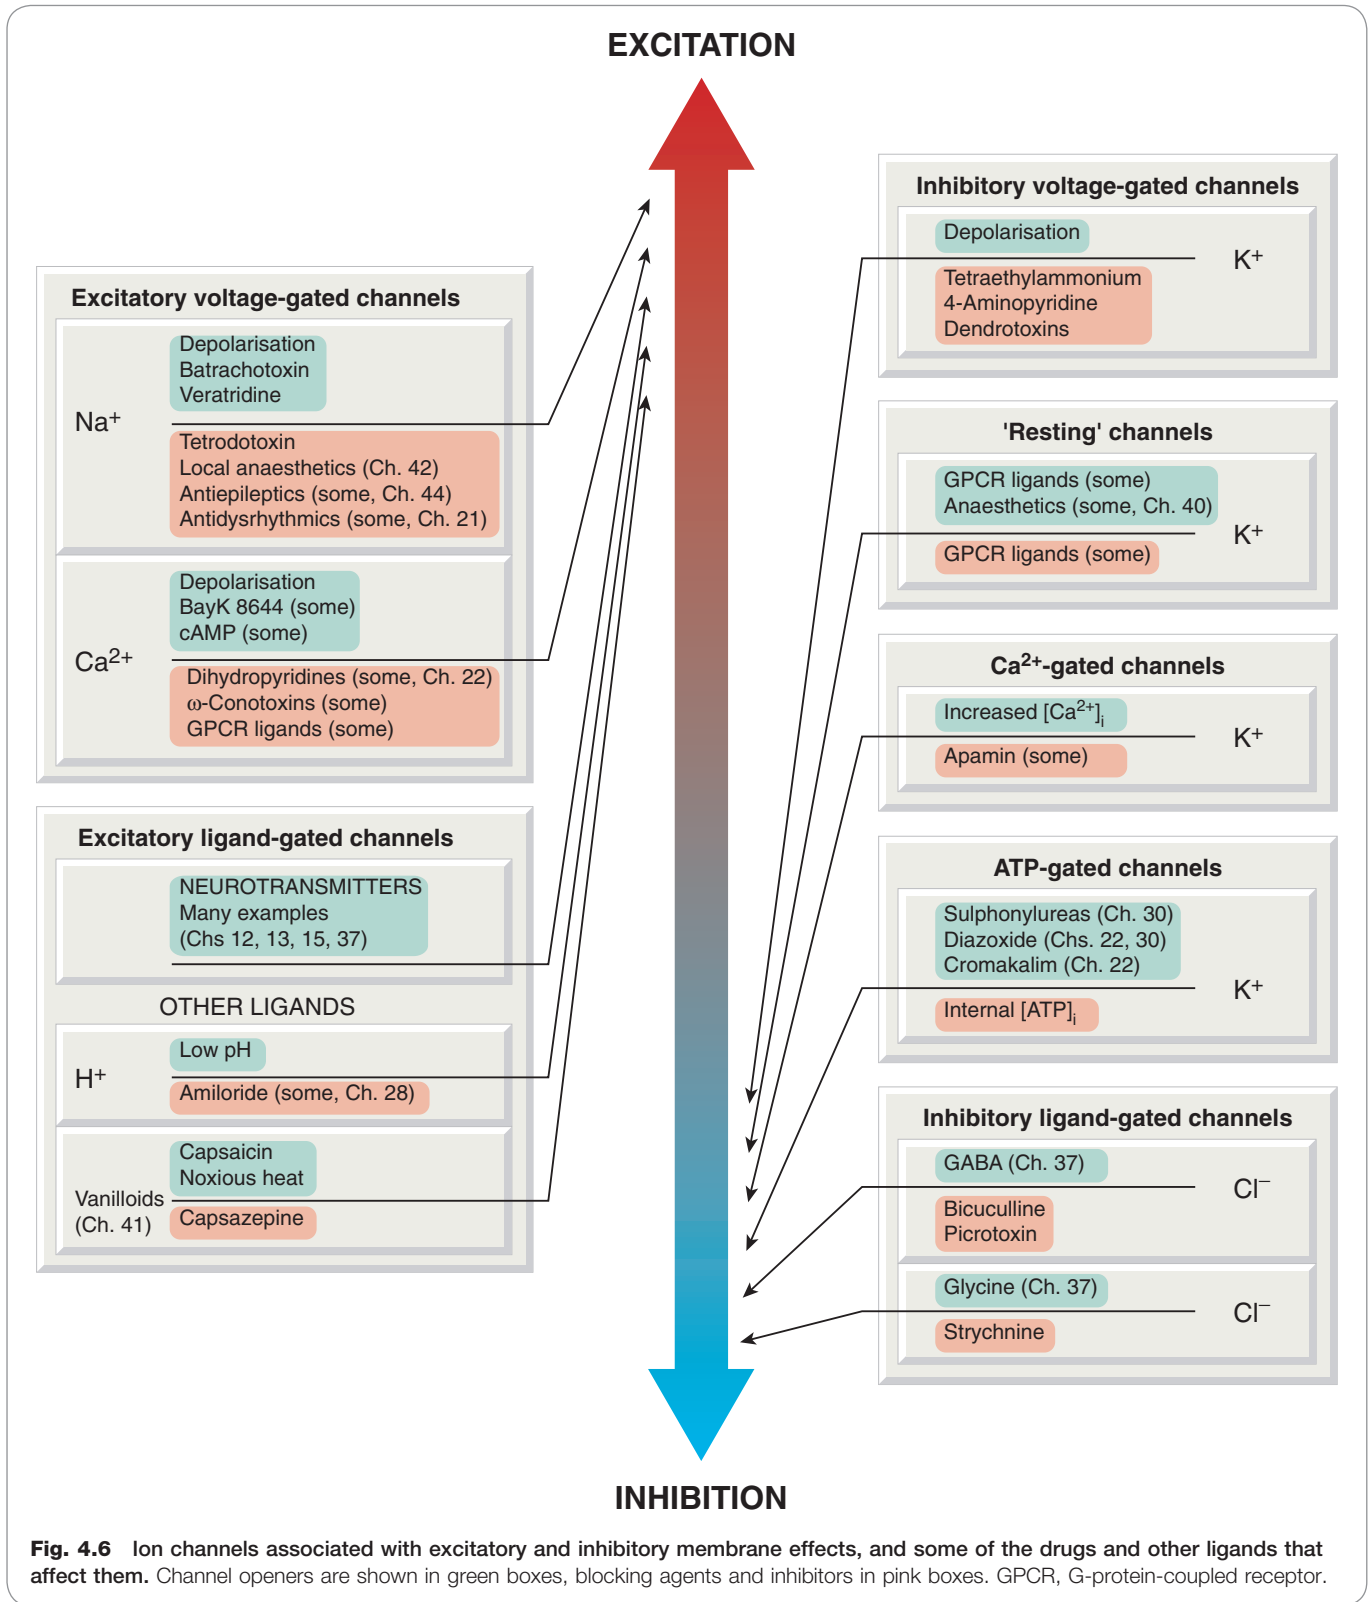 EXCITATION
Excitatory voltage-gated channels
Na⁺
Depolarisation
Batrachotoxin
Veratridine
Tetrodotoxin
Local anaesthetics (Ch. 42)
Antiepileptics (some, Ch. 44)
Antidysrhythmics (some, Ch. 21)
Ca²⁺
Depolarisation
BayK 8644 (some)
cAMP (some)
Dihydropyridines (some, Ch. 22)
ω-Conotoxins (some)
GPCR ligands (some)
Excitatory ligand-gated channels
NEUROTRANSMITTERS
Many examples
(Chs 12, 13, 15, 37)
OTHER LIGANDS
H⁺
Low pH
Amiloride (some, Ch. 28)
Vanilloids
(Ch. 41)
Capsaicin
Noxious heat
Capsazepine
Inhibitory voltage-gated channels
Depolarisation
Tetraethylammonium
4-Aminopyridine
Dendrotoxins
K⁺
'Resting' channels
GPCR ligands (some)
Anaesthetics (some, Ch. 40)
GPCR ligands (some)
K⁺
Ca²⁺-gated channels
Increased [Ca²⁺]ᵢ
Apamin (some)
K⁺
ATP-gated channels
Sulphonylureas (Ch. 30)
Diazoxide (Chs. 22, 30)
Cromakalim (Ch. 22)
Internal [ATP]ᵢ
K⁺
Inhibitory ligand-gated channels
GABA (Ch. 37)
Bicuculline
Picrotoxin
Cl⁻
Glycine (Ch. 37)
Strychnine
Cl⁻
INHIBITION
Fig. 4.6 Ion channels associated with excitatory and inhibitory membrane effects, and some of the drugs and other ligands that
affect them. Channel openers are shown in green boxes, blocking agents and inhibitors in pink boxes. GPCR, G-protein-coupled receptor.